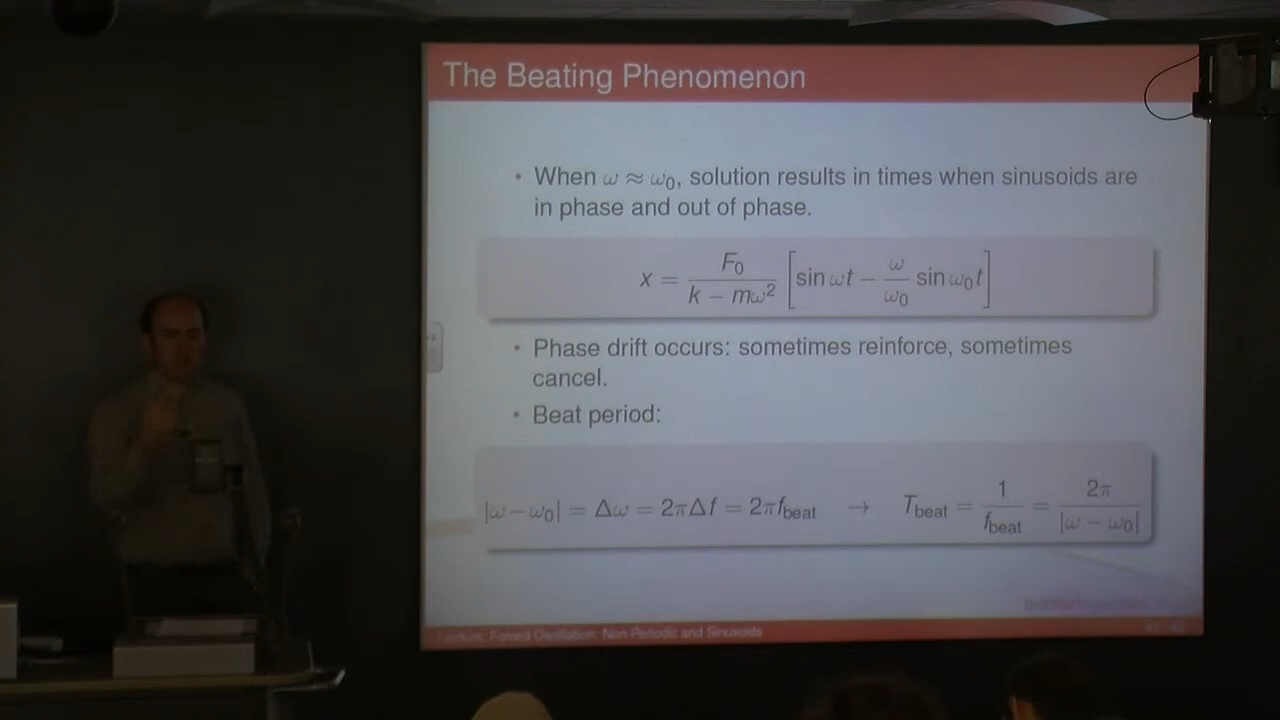 The Beating Phenomenon
• When ω ≈ ω₀, solution results in times when sinusoids are
in phase and out of phase.
x = F₀ / (k − mω²) [sin ωt − ω/ω₀ sin ω₀t]
• Phase drift occurs: sometimes reinforce, sometimes
cancel.
• Beat period:
|ω − ω₀| = Δω = 2πΔf = 2πf_beat → T_beat = 1/f_beat = 2π/|ω − ω₀|
Lecture: Forced Oscillation: Non-Periodic and Sinusoids